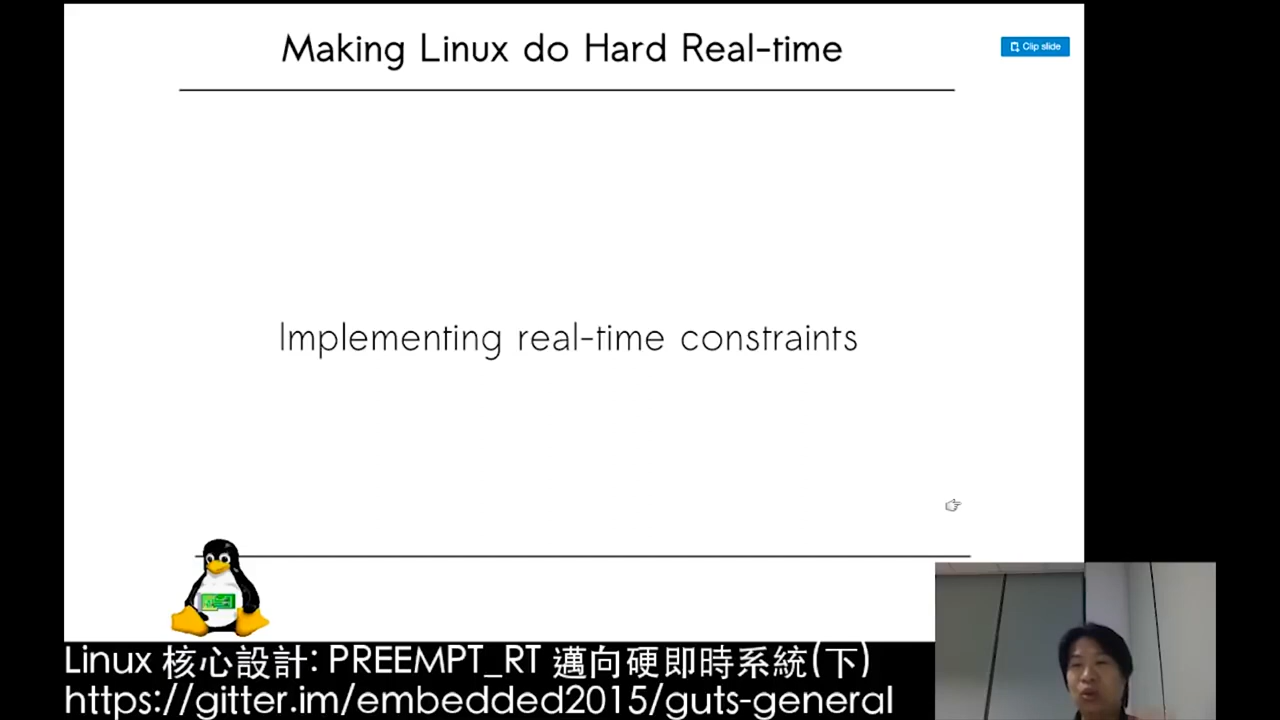 Making Linux do Hard Real-time
Clip slide
Implementing real-time constraints
Linux 核心設計: PREEMPT_RT 邁向硬即時系統(下)
https://gitter.im/embedded2015/guts-general